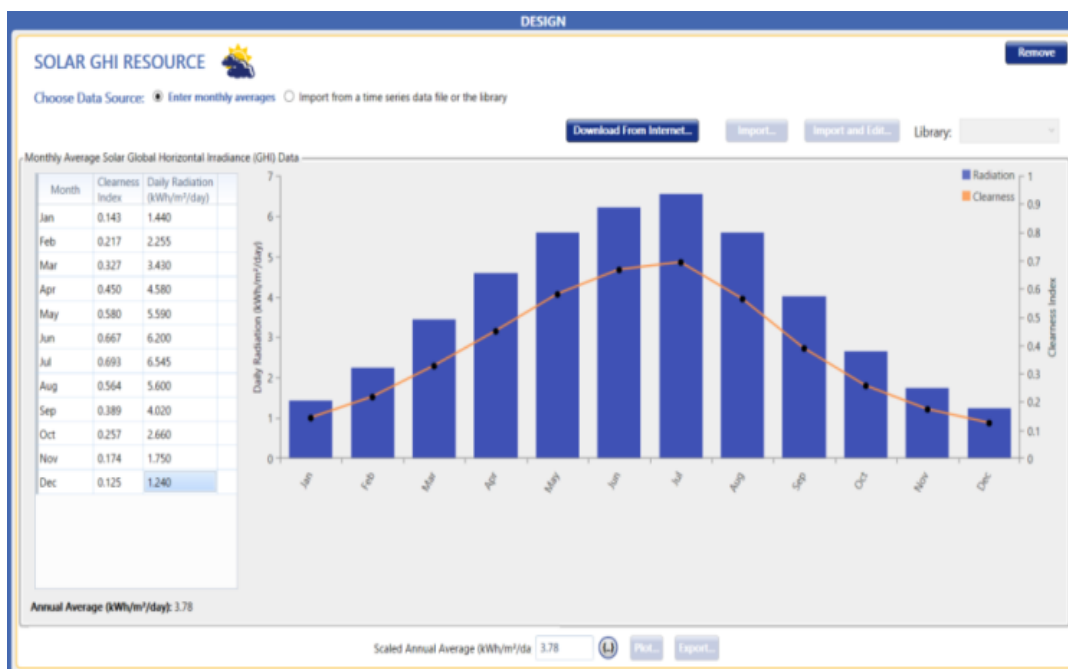 DESIGN
SOLAR GHI RESOURCE
Remove
Choose Data Source: Enter monthly averages Import from a time series data file or the library
Download From Internet... Import... Import and Edit... Library:
Monthly Average Solar Global Horizontal Irradiance (GHI) Data
Month Clearness Index Daily Radiation (kWh/m²/day)
Jan 0.143 1.440
Feb 0.217 2.255
Mar 0.327 3.430
Apr 0.450 4.580
May 0.580 5.590
Jun 0.667 6.200
Jul 0.693 6.545
Aug 0.564 5.600
Sep 0.389 4.020
Oct 0.257 2.660
Nov 0.174 1.750
Dec 0.125 1.240
Daily Radiation (kWh/m²/day)
7
6
5
4
3
2
1
0
Jan Feb Mar Apr May Jun Jul Aug Sep Oct Nov Dec
Radiation
Clearness
1
0.9
0.8
0.7
0.6
0.5
0.4
0.3
0.2
0.1
0
Clearness Index
Annual Average (kWh/m²/day): 3.78
Scaled Annual Average (kWh/m²/da 3.78 Plot... Export...